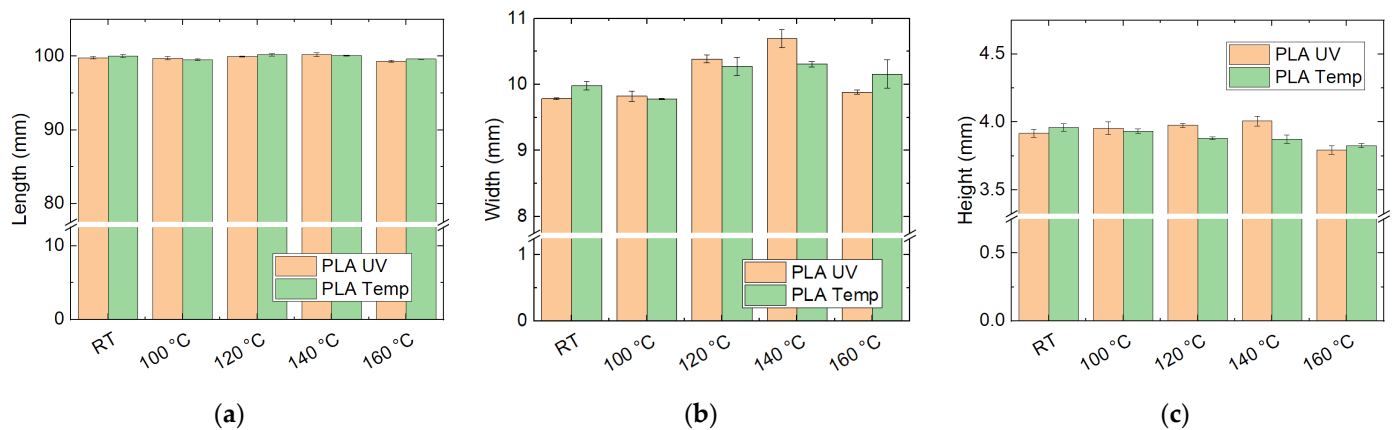 Length (mm)
100
90
80
10
0
PLA UV
PLA Temp
RT
100 °C
120 °C
140 °C
160 °C
(a)
Width (mm)
11
10
9
8
1
0
PLA UV
PLA Temp
RT
100 °C
120 °C
140 °C
160 °C
(b)
Height (mm)
4.5
4.0
3.5
0.5
0.0
PLA UV
PLA Temp
RT
100 °C
120 °C
140 °C
160 °C
(c)